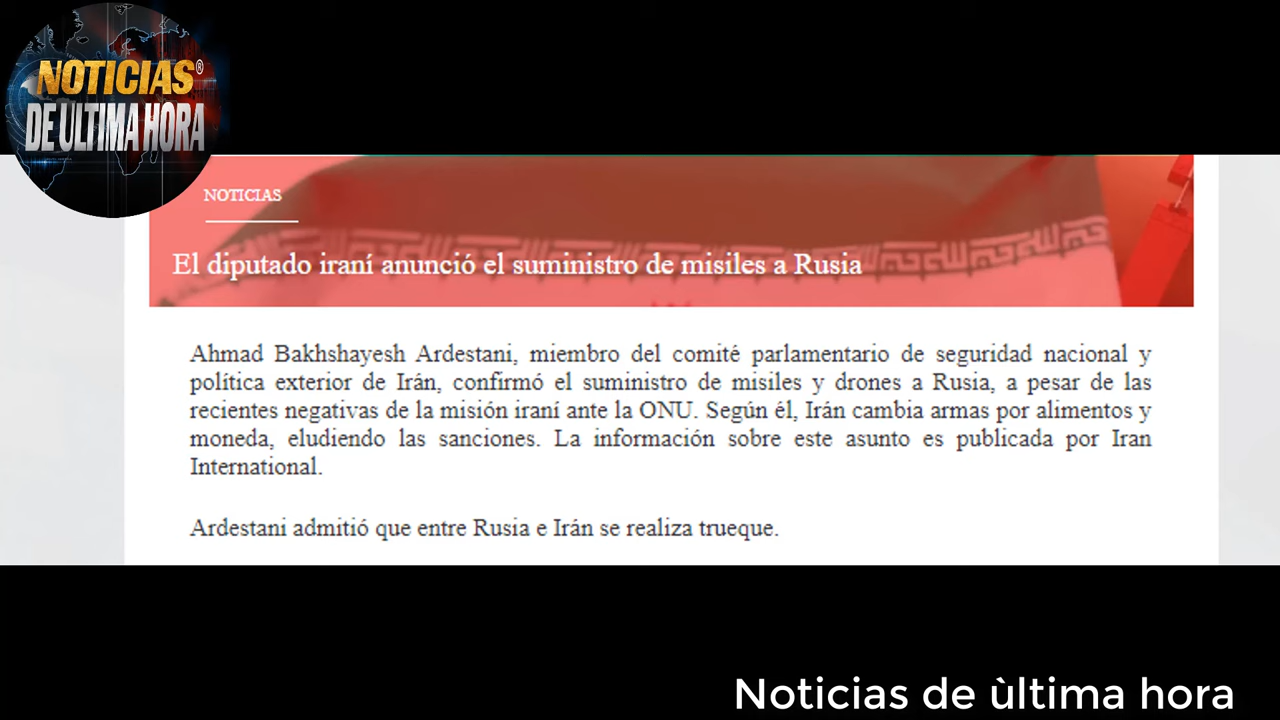 NOTICIAS®
DE ULTIMA HORA
NOTICIAS
El diputado iraní anunció el suministro de misiles a Rusia
Ahmad Bakhshayesh Ardestani, miembro del comité parlamentario de seguridad nacional y
política exterior de Irán, confirmó el suministro de misiles y drones a Rusia, a pesar de las
recientes negativas de la misión iraní ante la ONU. Según él, Irán cambia armas por alimentos y
moneda, eludiendo las sanciones. La información sobre este asunto es publicada por Iran
International.
Ardestani admitió que entre Rusia e Irán se realiza trueque.
Noticias de ùltima hora